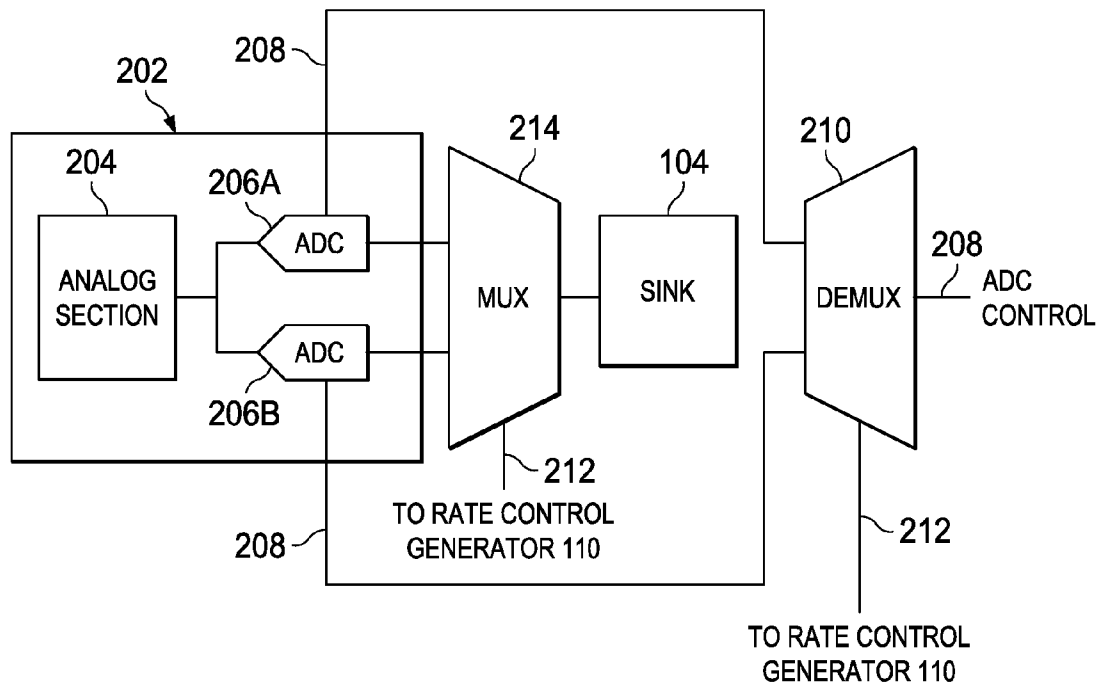 208
202
214
210
204
104
206A
ADC
208
ANALOG
SECTION
MUX
SINK
DEMUX
ADC
CONTROL
ADC
206B
212
TO RATE CONTROL
GENERATOR 110
208
212
TO RATE CONTROL
GENERATOR 110